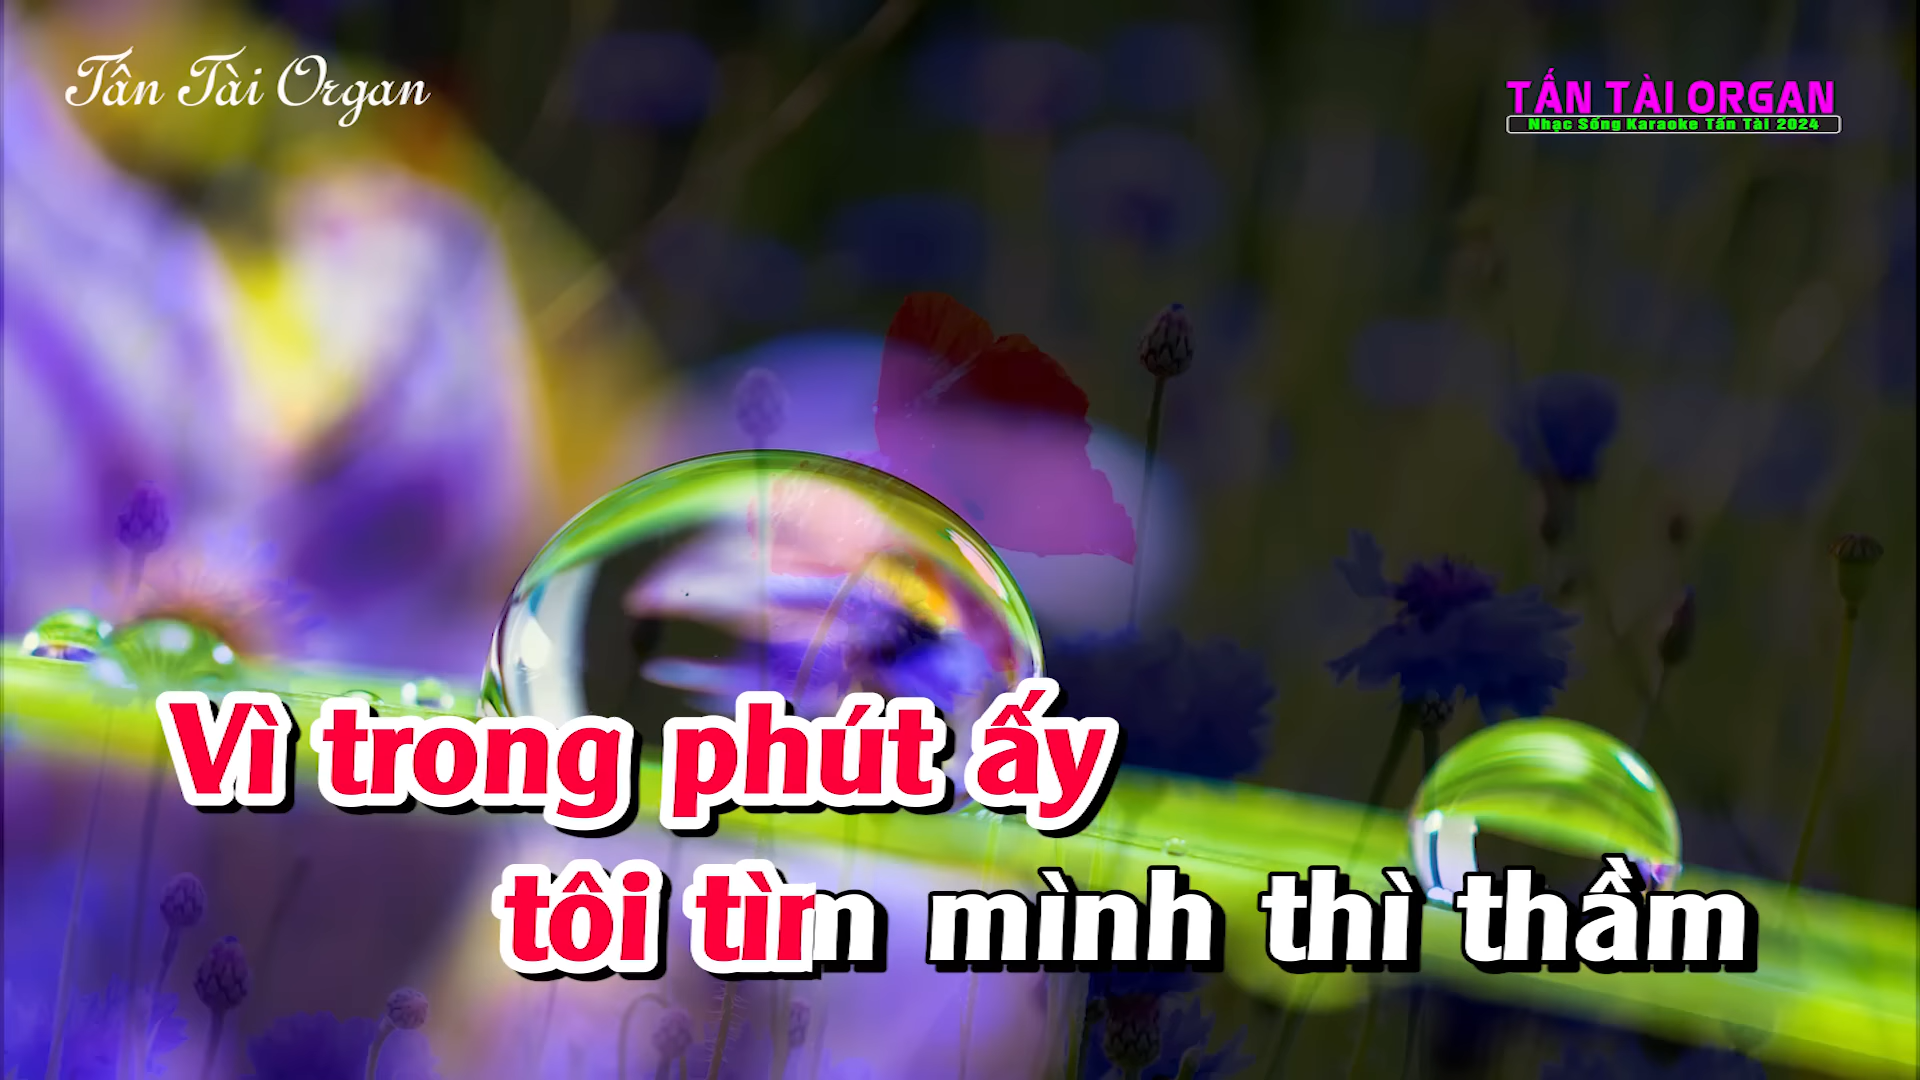 Tấn Tài Organ
TẤN TÀI ORGAN
Nhạc Sống Karaoke Tấn Tài 2024
Vì trong phút ấy
tôi tìm mình thì thầm